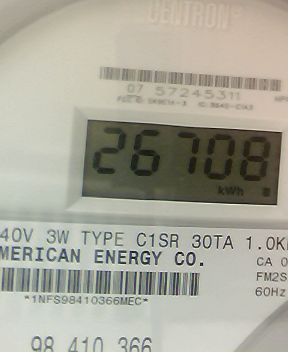 CENTRON®
07 57245311
26708
kWh
40V 3W TYPE C1SR 30TA 1.0K
MERICAN ENERGY CO.
CA 0
FM2S
60Hz
*1NFS98410366MEC*
98 410 366